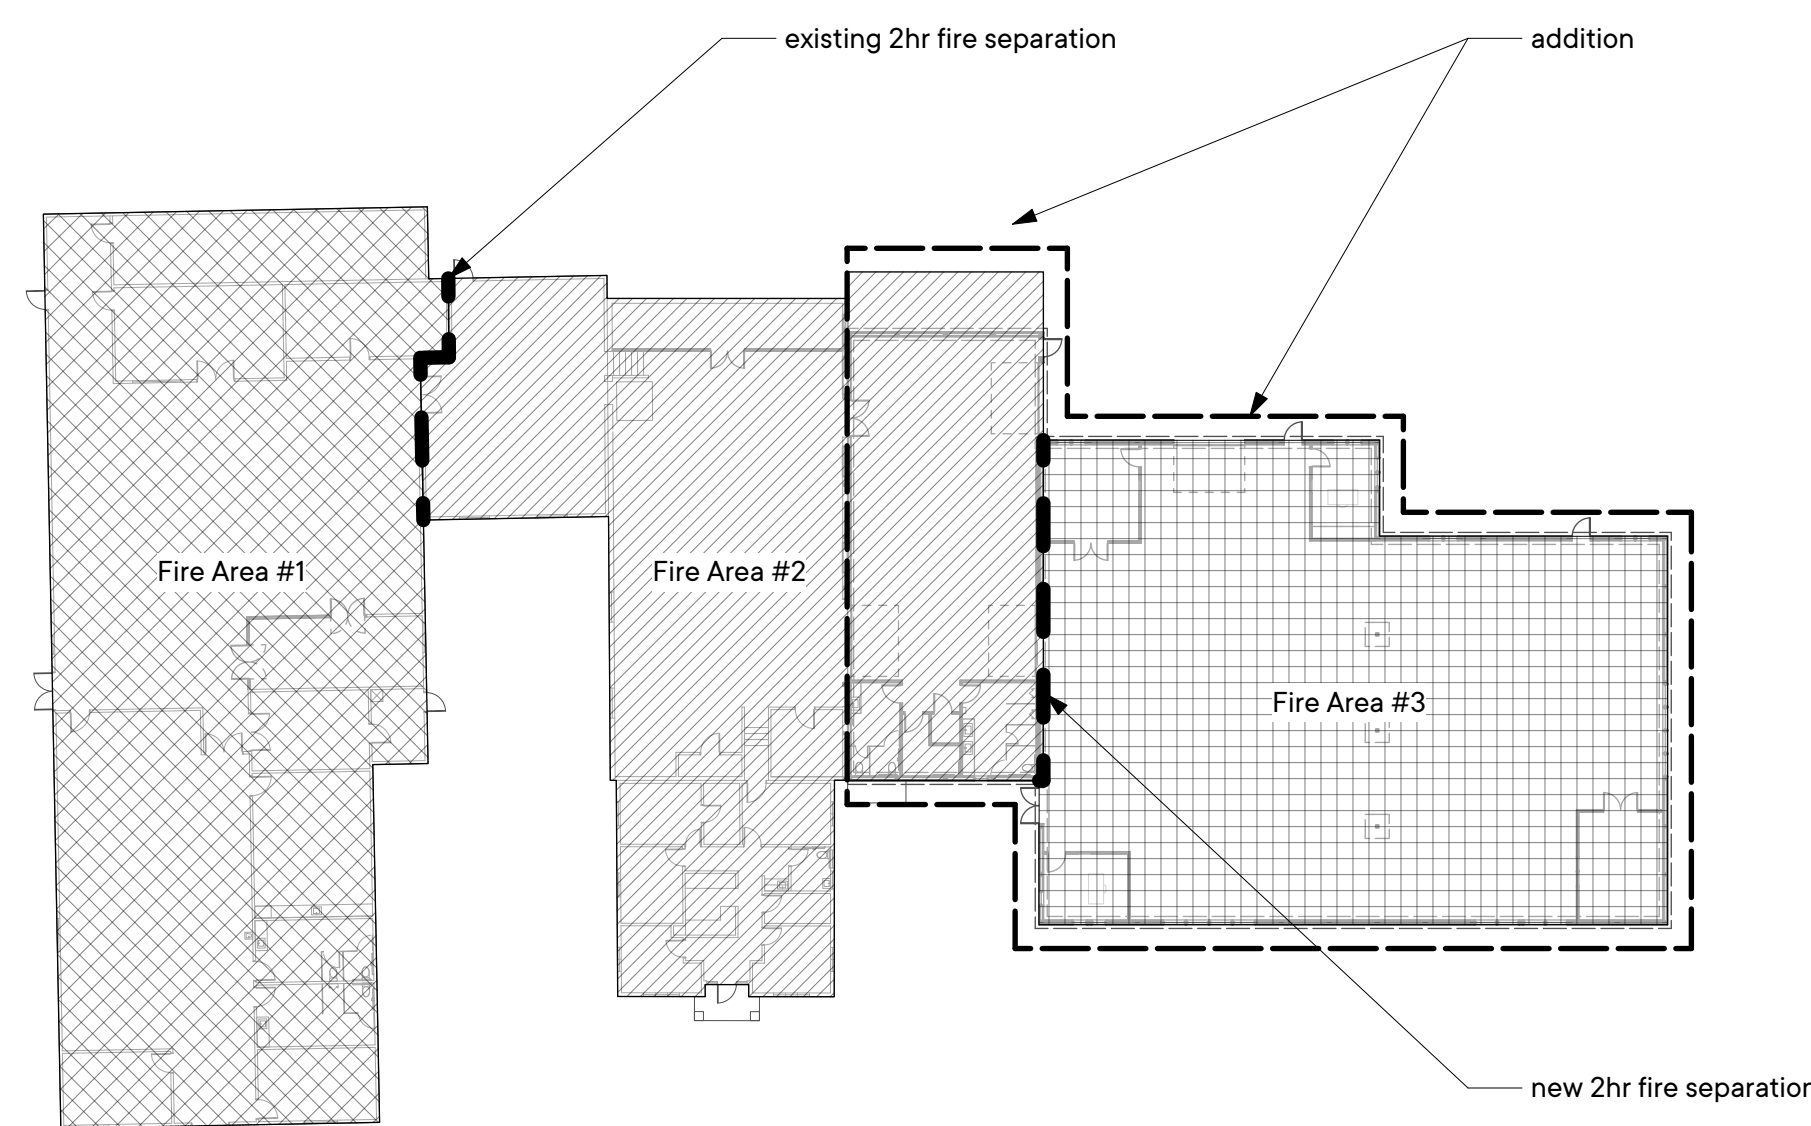 existing 2hr fire separation
addition
Fire Area #1
Fire Area #2
Fire Area #3
new 2hr fire separation